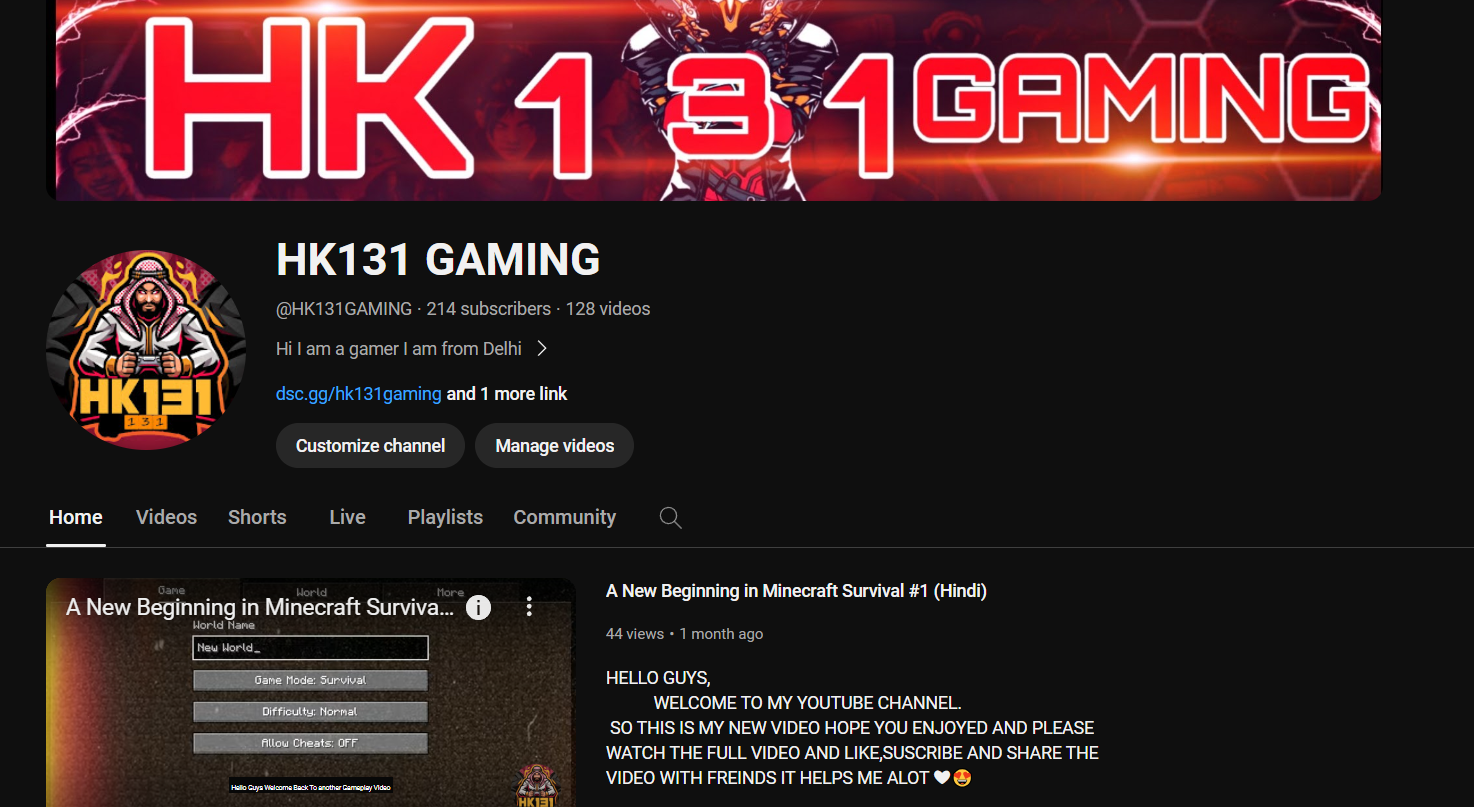 HK 131 GAMING
HK131 GAMING
@HK131GAMING · 214 subscribers · 128 videos
Hi I am a gamer I am from Delhi
dsc.gg/hk131gaming and 1 more link
Customize channel Manage videos
HK131
131
Home Videos Shorts Live Playlists Community
Game World More
A New Beginning in Minecraft Surviva...
World Name
New World_
Game Mode: Survival
Difficulty: Normal
Allow Cheats: OFF
Hello Guys Welcome Back To another Gameplay Video
HK131
A New Beginning in Minecraft Survival #1 (Hindi)
44 views • 1 month ago
HELLO GUYS,
WELCOME TO MY YOUTUBE CHANNEL.
SO THIS IS MY NEW VIDEO HOPE YOU ENJOYED AND PLEASE
WATCH THE FULL VIDEO AND LIKE,SUSCRIBE AND SHARE THE
VIDEO WITH FREINDS IT HELPS ME ALOT 🤍😍